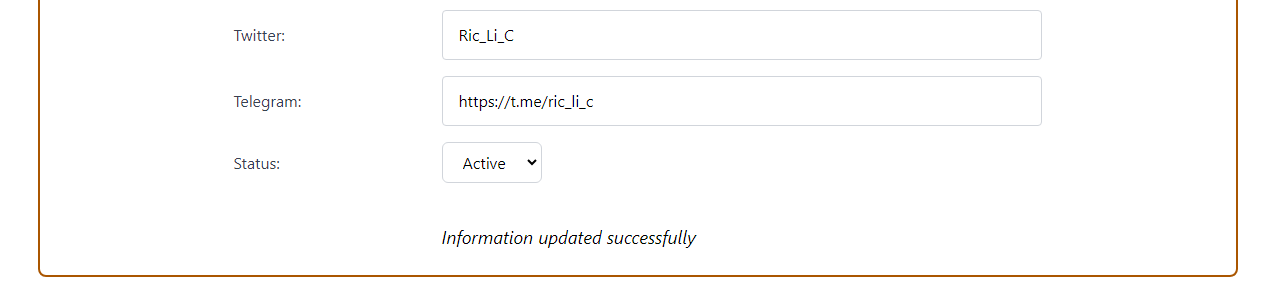 Twitter: Ric_Li_C
Telegram: https://t.me/ric_li_c
Status: Active
Information updated successfully